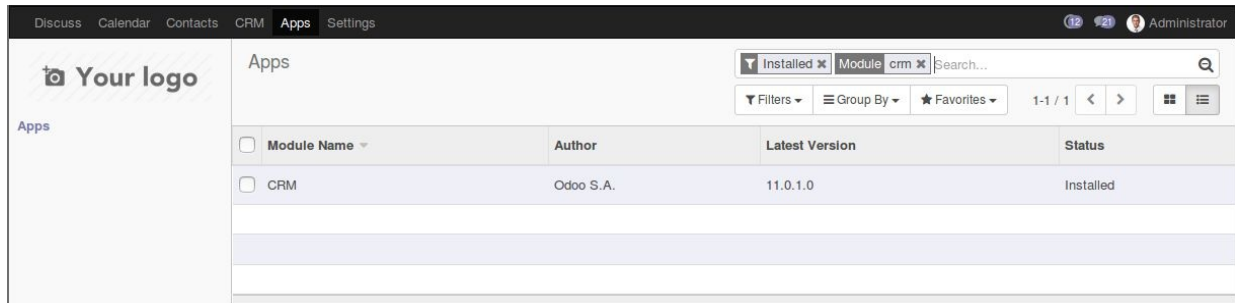 Discuss Calendar Contacts CRM Apps Settings 12 21 Administrator
Your logo
Apps
Apps
Installed × Module crm × Search...
Filters Group By Favorites 1-1 / 1
Module Name Author Latest Version Status
CRM Odoo S.A. 11.0.1.0 Installed